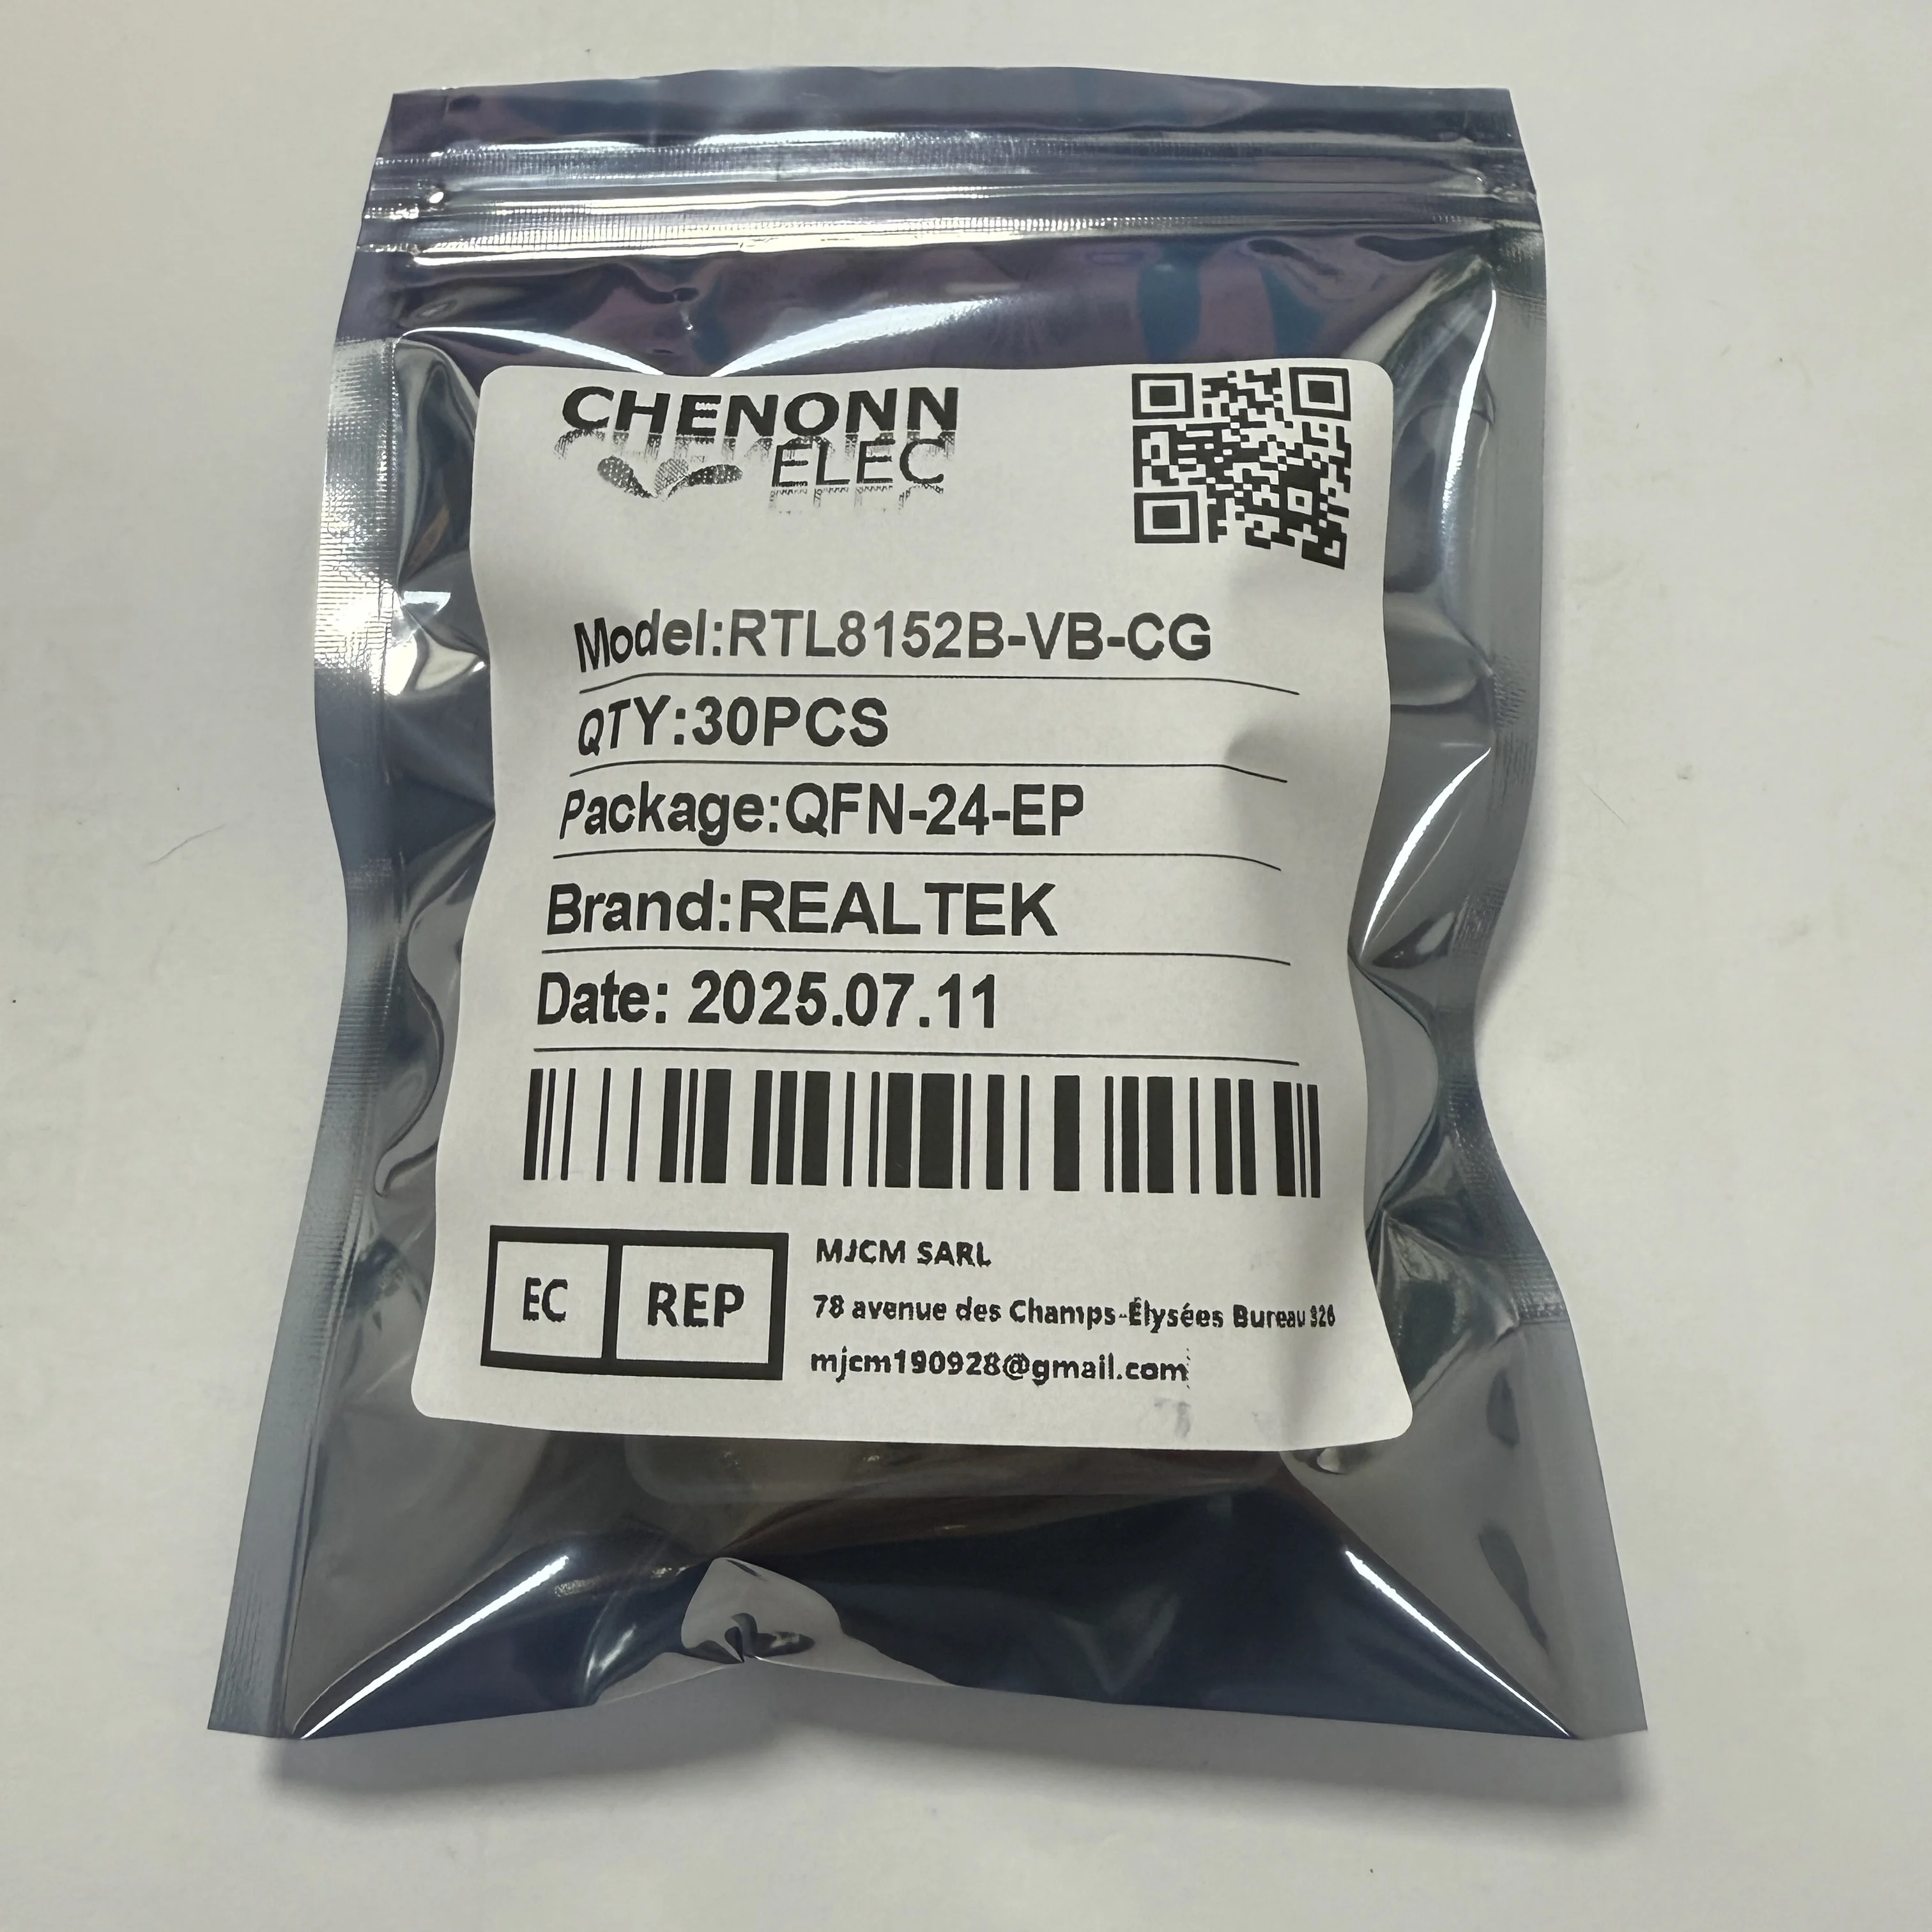 CHENONN
ELEC
Model:RTL8152B-VB-CG
QTY:30PCS
Package:QFN-24-EP
Brand:REALTEK
Date: 2025.07.11
EC REP
MJCM SARL
78 avenue des Champs-Élysées Bureau 326
mjcm190928@gmail.com